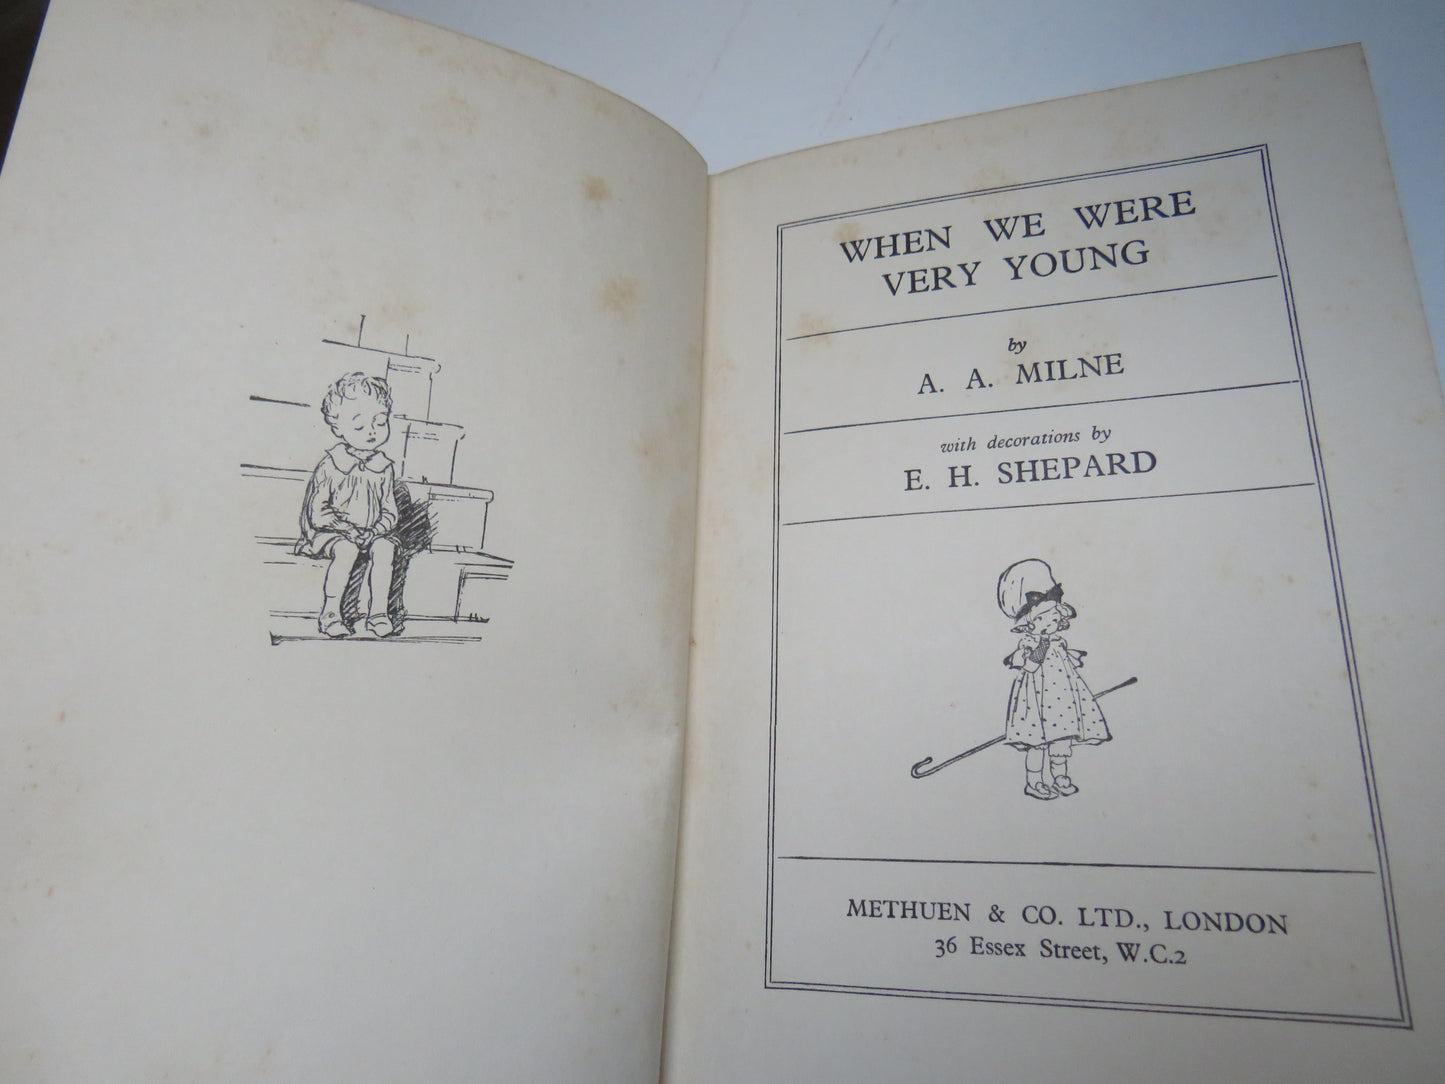 WHEN WE WERE
VERY YOUNG
by
A. A. MILNE
with decorations by
E. H. SHEPARD
METHUEN & CO. LTD., LONDON
36 Essex Street, W.C.2